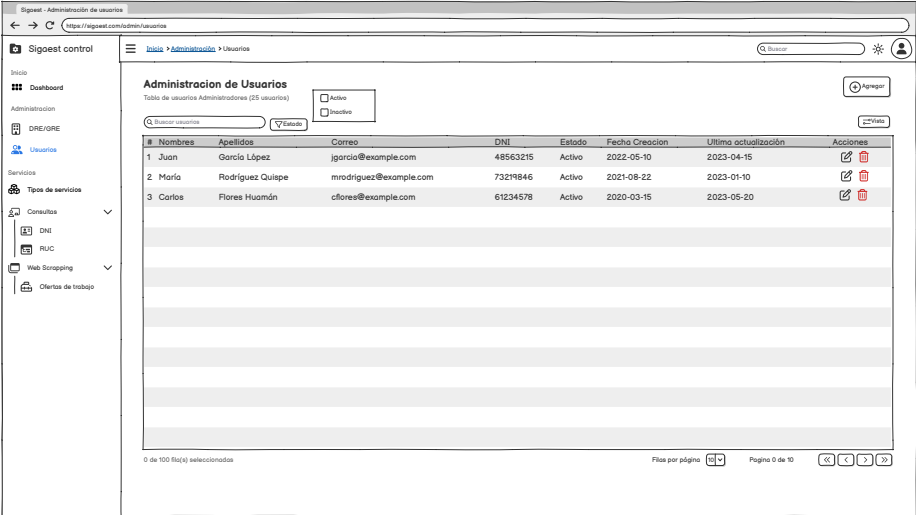 Sigaest - Administración de usuarios
https://sigaest.com/admin/usuarios
Sigaest control
Inicio > Administración > Usuarios
Buscar
Inicio
Dashboard
Administracion
DRE/GRE
Usuarios
Servicios
Tipos de servicios
Consultas
DNI
RUC
Web Scrapping
Ofertas de trabajo
Administracion de Usuarios
Tabla de usuarios Administradores (25 usuarios)
Activo
Inactivo
Agregar
Buscar usuarios
Estado
Vista
# Nombres Apellidos Correo DNI Estado Fecha Creacion Ultima actualización Acciones
1 Juan García López jgarcia@example.com 48563215 Activo 2022-05-10 2023-04-15
2 María Rodríguez Quispe mrodriguez@example.com 73219846 Activo 2021-08-22 2023-01-10
3 Carlos Flores Huamán cflores@example.com 61234578 Activo 2020-03-15 2023-05-20
0 de 100 fila(s) seleccionadas
Filas por página 10
Pagina 0 de 10